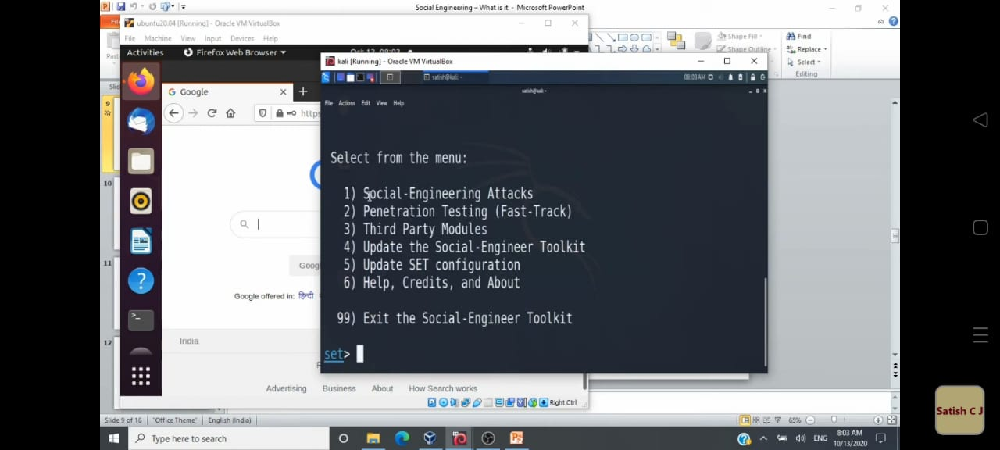 Social Engineering – What is it - Microsoft PowerPoint
ubuntu20.04 [Running] - Oracle VM VirtualBox
File Machine View Input Devices Help
Activities Firefox Web Browser
Shape Fill
Shape Outline
Find
Replace
Select
Editing
kali [Running] - Oracle VM VirtualBox
satish@kali: ~
08:03 AM
satish@kali: ~
File Actions Edit View Help
Google
https
Select from the menu:
1) Social-Engineering Attacks
2) Penetration Testing (Fast-Track)
3) Third Party Modules
4) Update the Social-Engineer Toolkit
5) Update SET configuration
6) Help, Credits, and About
99) Exit the Social-Engineer Toolkit
set>
Google offered in: हिन्दी
India
Advertising Business About How Search works
Right Ctrl
9
10
11
12
Slide 9 of 16 "Office Theme" English (India)
65%
Type here to search
ENG
8:03 AM
10/13/2020
Satish C J